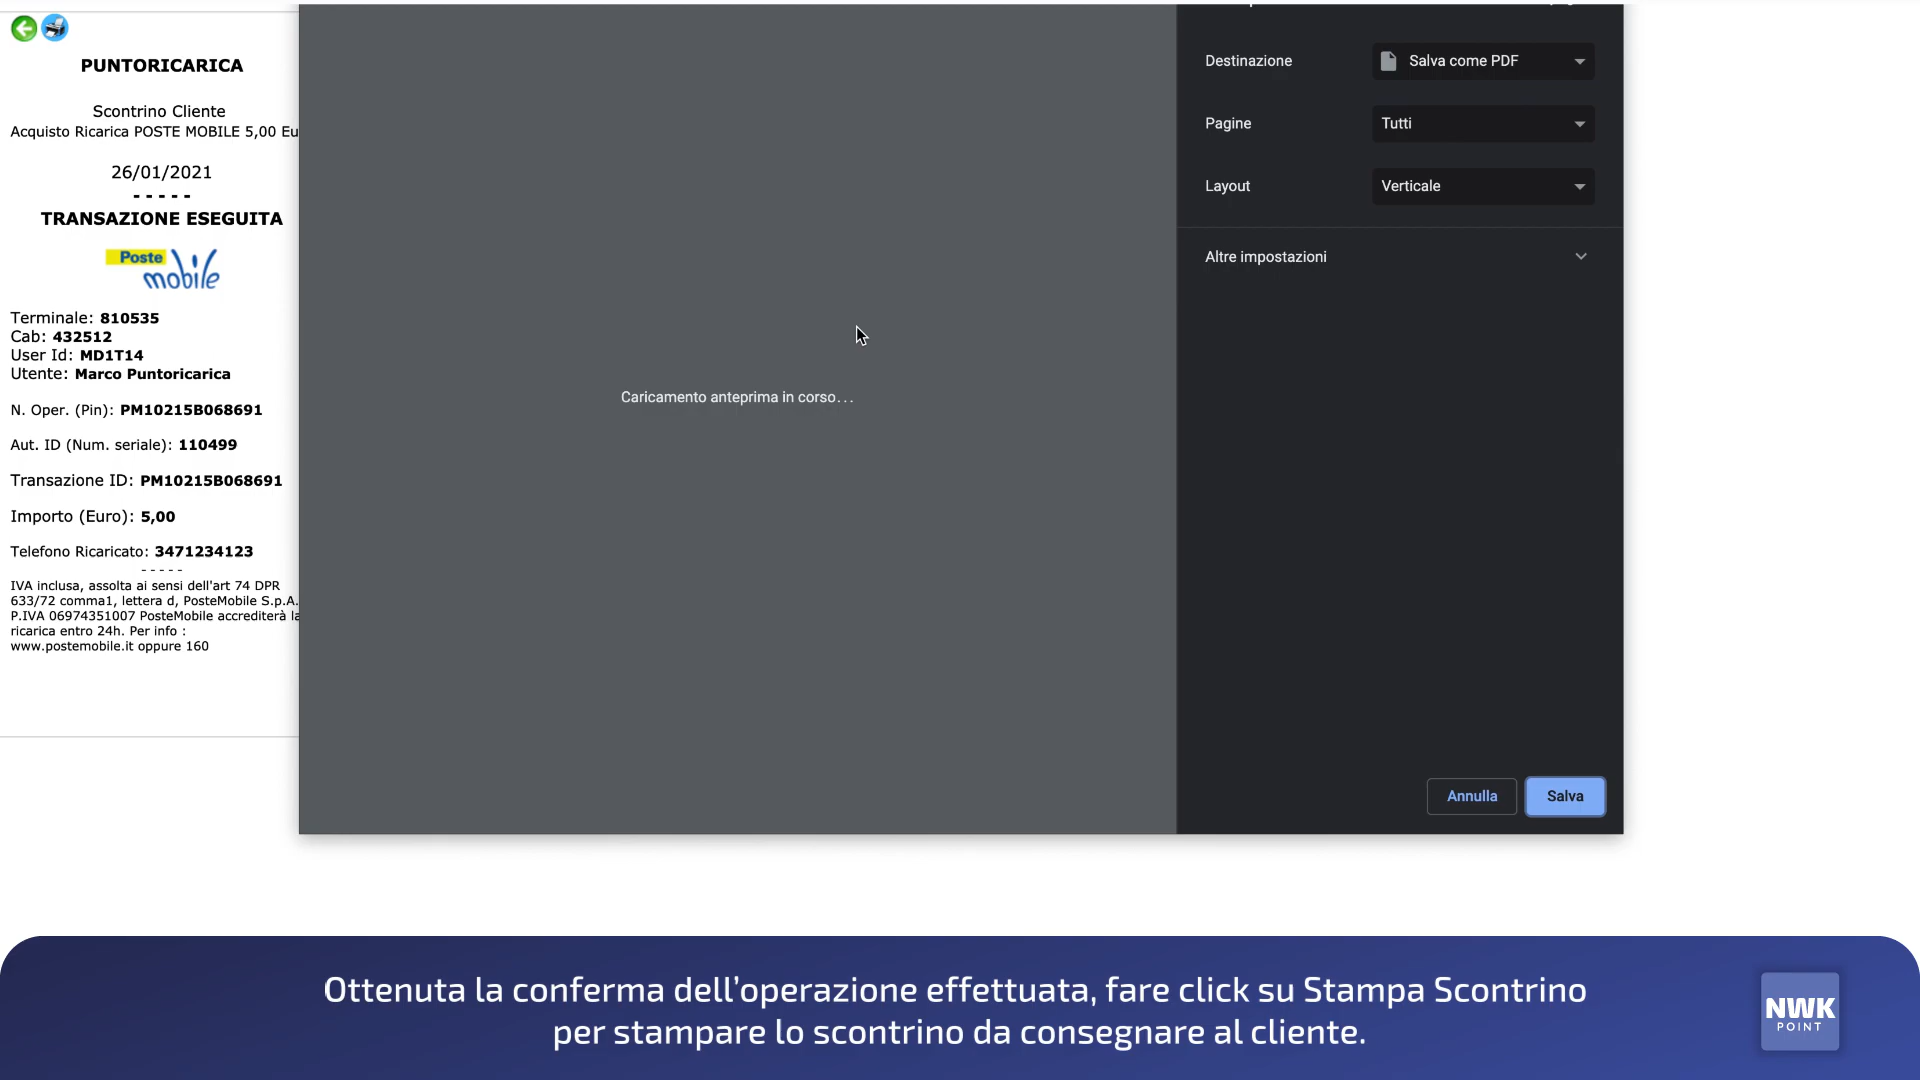 PUNTORICARICA
Scontrino Cliente
Acquisto Ricarica POSTE MOBILE 5,00 Eu
26/01/2021
- - - - -
TRANSAZIONE ESEGUITA
Poste
mobile
Terminale: 810535
Cab: 432512
User Id: MD1T14
Utente: Marco Puntoricarica
N. Oper. (Pin): PM10215B068691
Aut. ID (Num. seriale): 110499
Transazione ID: PM10215B068691
Importo (Euro): 5,00
Telefono Ricaricato: 3471234123
- - - - -
IVA inclusa, assolta ai sensi dell'art 74 DPR
633/72 comma1, lettera d, PosteMobile S.p.A.
P.IVA 06974351007 PosteMobile accrediterà la
ricarica entro 24h. Per info :
www.postemobile.it oppure 160
Caricamento anteprima in corso...
Destinazione
Salva come PDF
Pagine
Tutti
Layout
Verticale
Altre impostazioni
Annulla
Salva
Ottenuta la conferma dell’operazione effettuata, fare click su Stampa Scontrino
per stampare lo scontrino da consegnare al cliente.
NWK
POINT